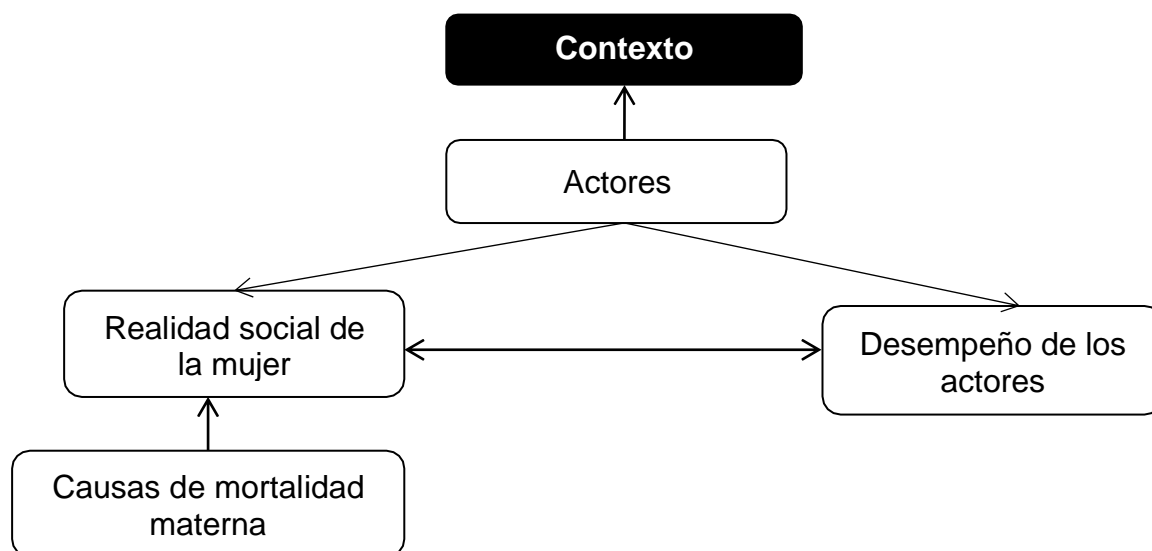 Contexto
Actores
Realidad social de
la mujer
Desempeño de los
actores
Causas de mortalidad
materna